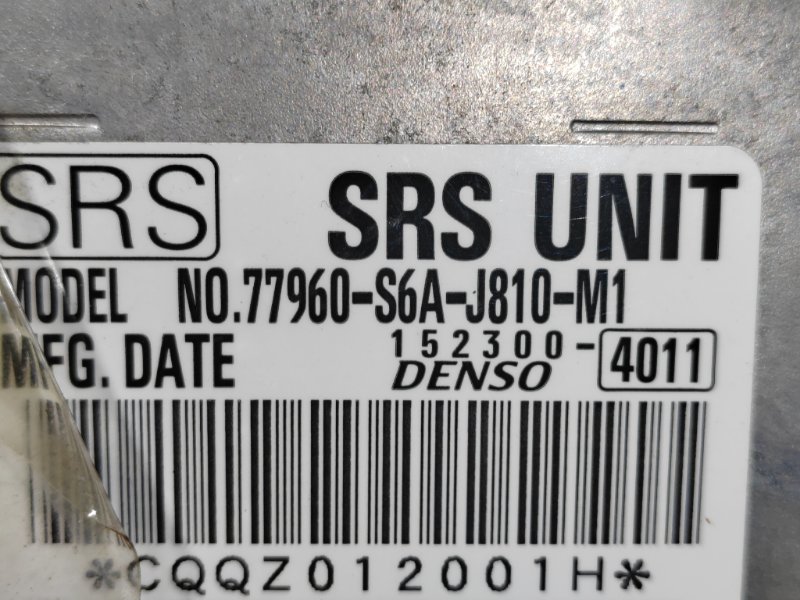 SRS SRS UNIT
MODEL NO.77960-S6A-J810-M1
MFG. DATE 152300-4011
DENSO
*CQQZ012001H*